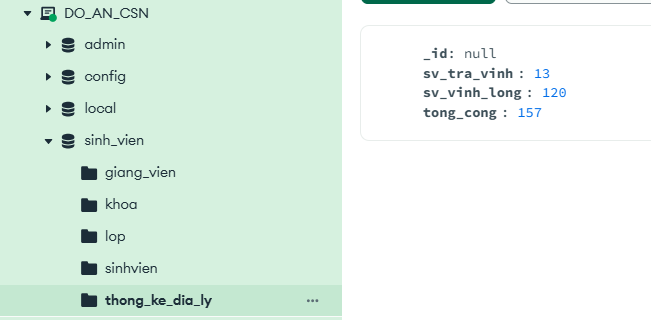 DO_AN_CSN
admin
config
local
sinh_vien
giang_vien
khoa
lop
sinhvien
thong_ke_dia_ly
_id: null
sv_tra_vinh : 13
sv_vinh_long : 120
tong_cong : 157